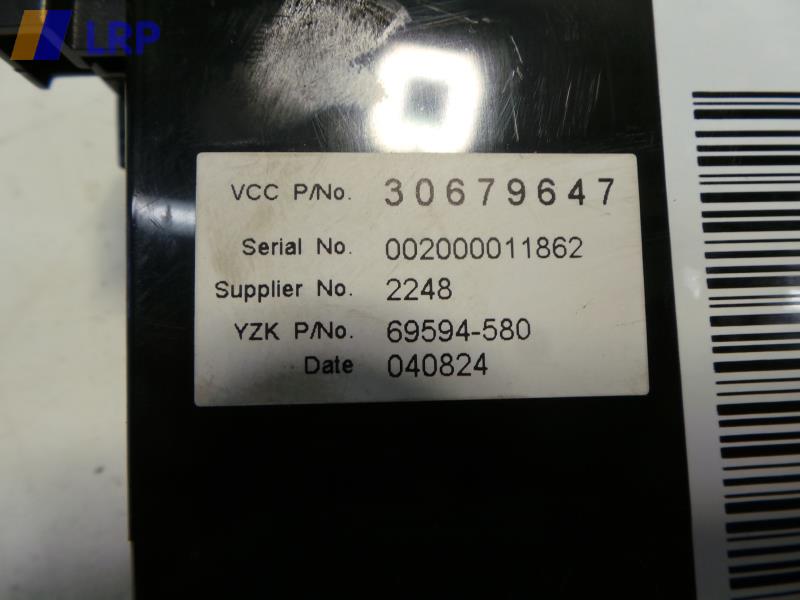 LRP
VCC P/No. 30679647
Serial No. 002000011862
Supplier No. 2248
YZK P/No. 69594-580
Date 040824